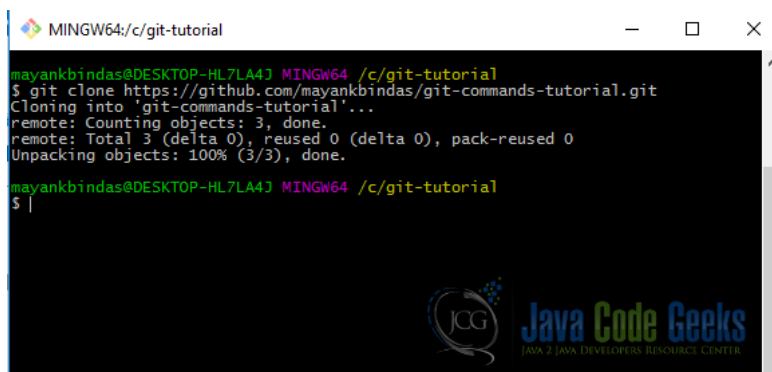 MINGW64:/c/git-tutorial
mayankbindas@DESKTOP-HL7LA4J MINGW64 /c/git-tutorial
$ git clone https://github.com/mayankbindas/git-commands-tutorial.git
Cloning into 'git-commands-tutorial'...
remote: Counting objects: 3, done.
remote: Total 3 (delta 0), reused 0 (delta 0), pack-reused 0
Unpacking objects: 100% (3/3), done.
mayankbindas@DESKTOP-HL7LA4J MINGW64 /c/git-tutorial
$
JCG
Java Code Geeks
JAVA 2 JAVA DEVELOPERS RESOURCE CENTER